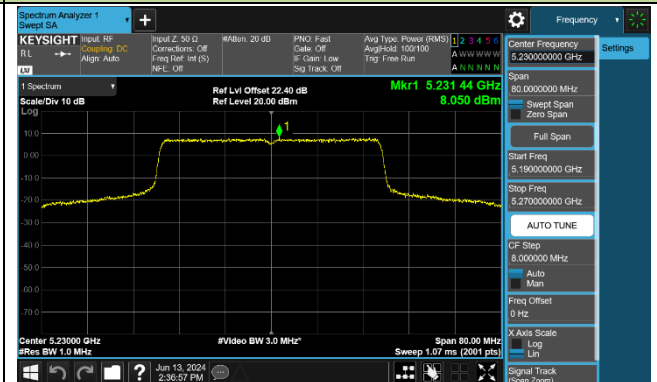 Spectrum Analyzer 1
Swept SA
Frequency
KEYSIGHT
RL
LXI
Input: RF
Coupling: DC
Align: Auto
Input Z: 50 Ω
Corrections: Off
Freq Ref: Int (S)
NFE: Off
#Atten: 20 dB
PNO: Fast
Gate: Off
IF Gain: Low
Sig Track: Off
Avg Type: Power (RMS)
Avg|Hold: 100/100
Trig: Free Run
1 2 3 4 5 6
A W W W W W
A N N N N N
1 Spectrum
Scale/Div 10 dB
Log
Ref Lvl Offset 22.40 dB
Ref Level 20.00 dBm
Mkr1 5.231 44 GHz
8.050 dBm
1
10.0
0.00
-10.0
-20.0
-30.0
-40.0
-50.0
-60.0
-70.0
Center 5.23000 GHz
#Res BW 1.0 MHz
#Video BW 3.0 MHz*
Span 80.00 MHz
Sweep 1.07 ms (2001 pts)
Jun 13, 2024
2:36:57 PM
Center Frequency
5.230000000 GHz
Settings
Span
80.0000000 MHz
Swept Span
Zero Span
Full Span
Start Freq
5.190000000 GHz
Stop Freq
5.270000000 GHz
AUTO TUNE
CF Step
8.000000 MHz
Auto
Man
Freq Offset
0 Hz
X Axis Scale
Log
Lin
Signal Track
(Span Zoom)